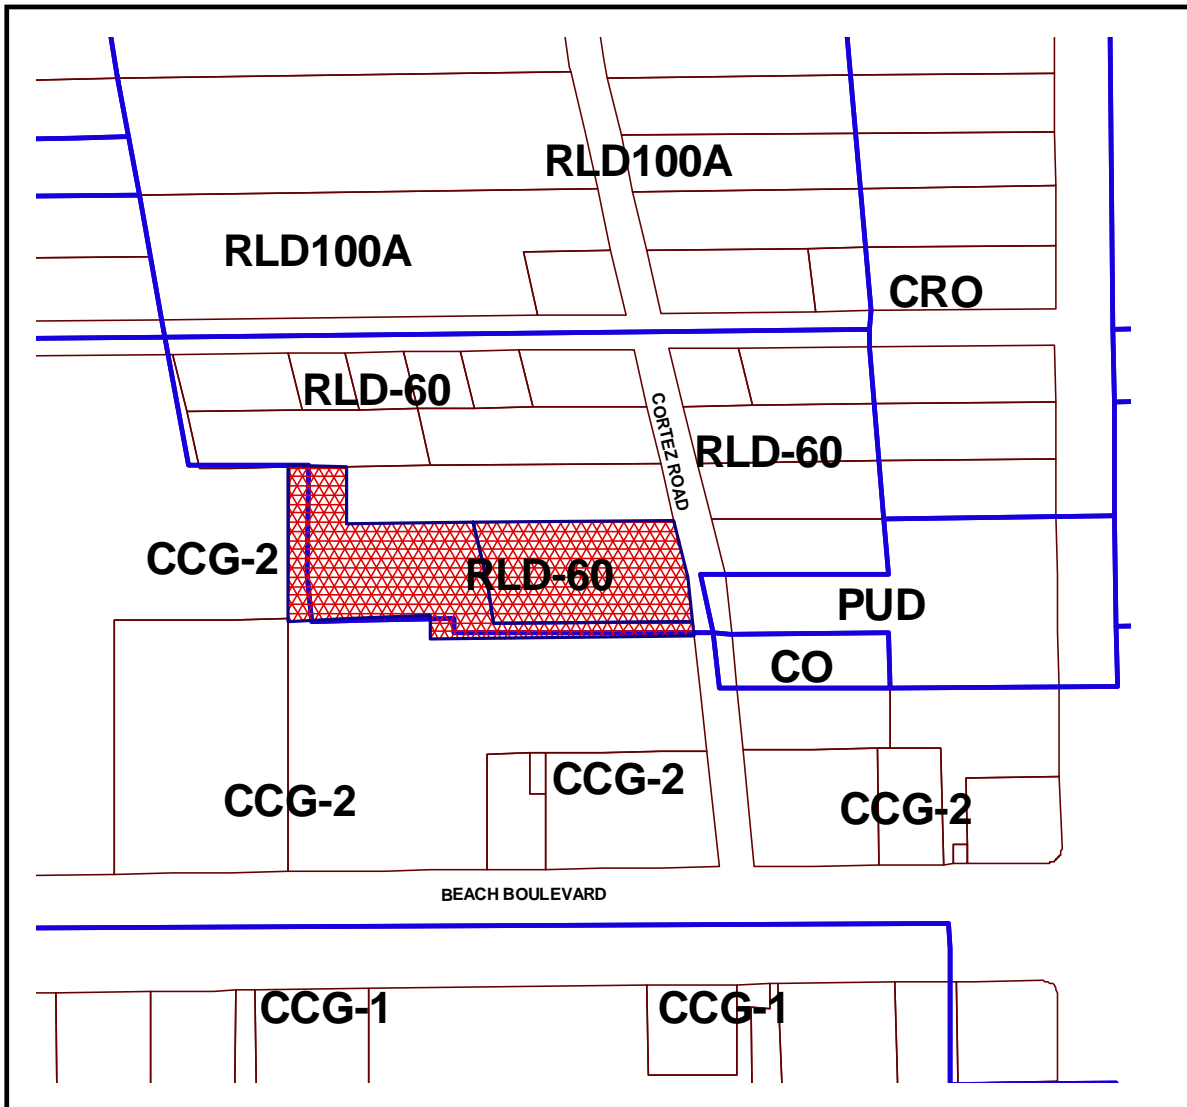 RLD100A
RLD100A
CRO
RLD-60
CORTEZ ROAD
RLD-60
CCG-2
RLD-60
PUD
CO
CCG-2
CCG-2
CCG-2
BEACH BOULEVARD
CCG-1
CCG-1